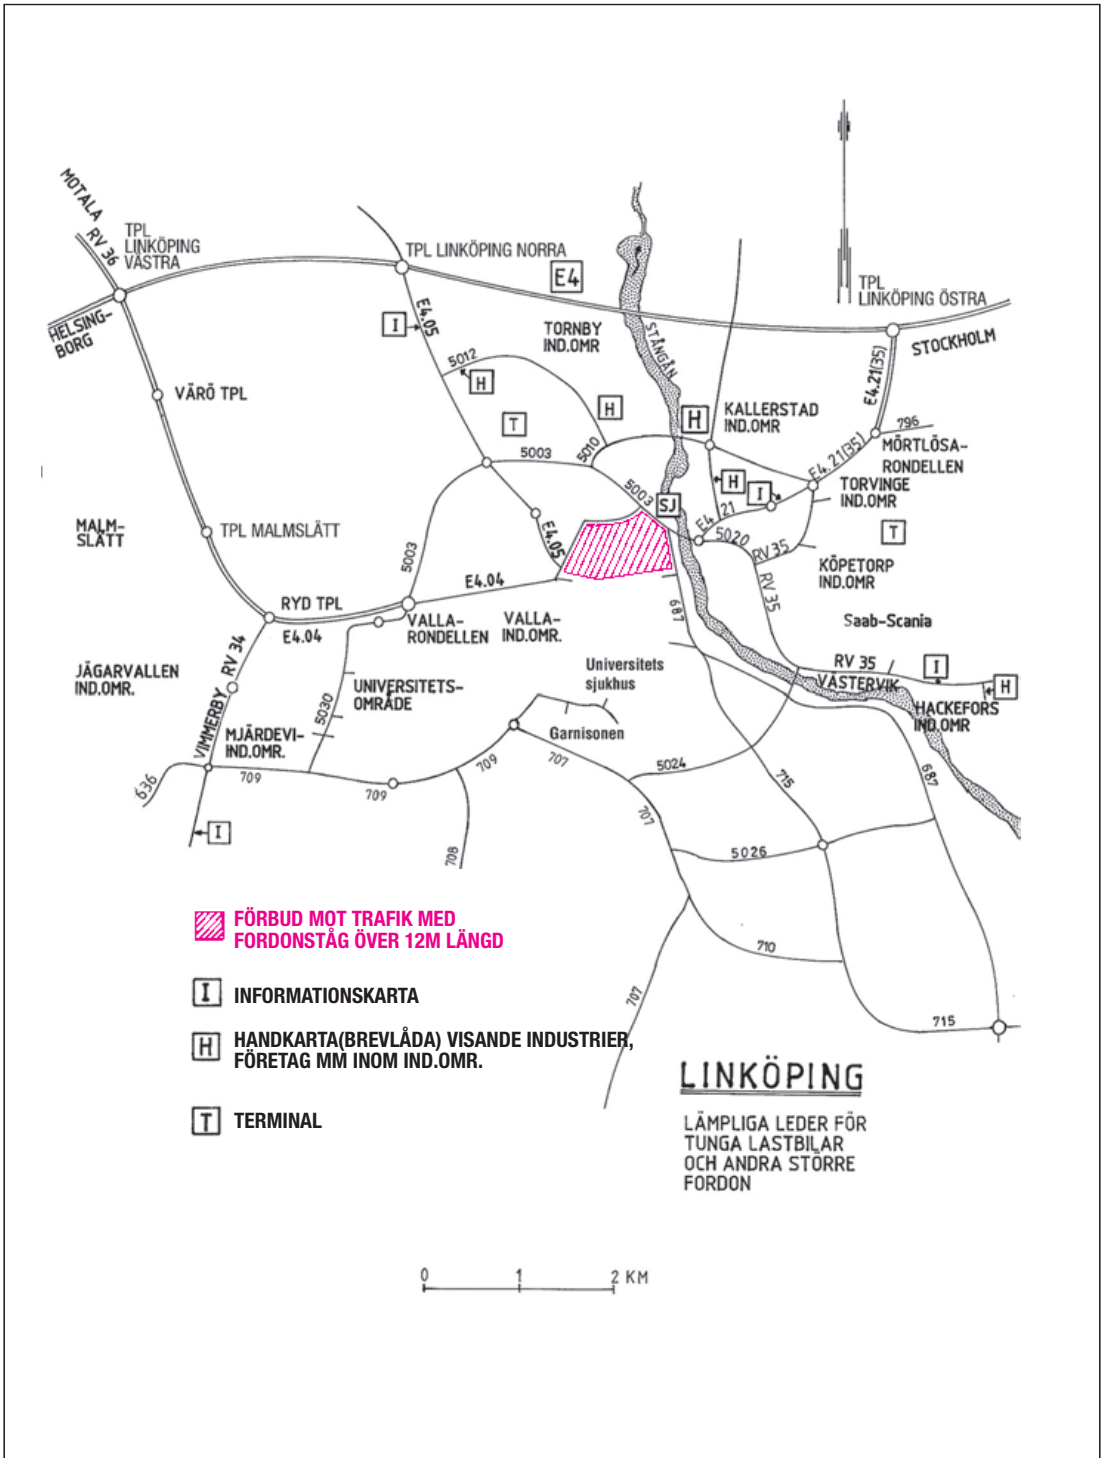 MOTALA RV 36
TPL
LINKÖPING
VÄSTRA
TPL LINKÖPING NORRA
E4
TPL
LINKÖPING ÖSTRA
HELSING-
BORG
STOCKHOLM
E4.05
I
TORNBY
IND.OMR
STÅNGÅN
E4.21(35)
5012
H
VÄRÖ TPL
H
H
KALLERSTAD
IND.OMR
796
MÖRTLÖSA-
RONDELLEN
T
5003
5010
E4.21(35)
TORVINGE
IND.OMR
5003
SJ
H
I
E4 21
T
MALM-
SLÄTT
TPL MALMSLÄTT
5003
E4.05
5020
RV 35
KÖPETORP
IND.OMR
E4.04
RV 35
RYD TPL
E4.04
VALLA-
RONDELLEN
VALLA-
IND.OMR.
687
Saab-Scania
JÄGARVALLEN
IND.OMR.
VIMMERBY RV 34
UNIVERSITETS-
OMRÅDE
Universitets
sjukhus
RV 35
VÄSTERVIK
I
H
HACKEFORS
IND.OMR
5030
MJÄRDEVI-
IND.OMR.
Garnisonen
636
709
709
709
707
5024
715
687
I
708
707
5026
FÖRBUD MOT TRAFIK MED
FORDONSTÅG ÖVER 12M LÄNGD
710
I INFORMATIONSKARTA
707
715
H HANDKARTA(BREVLÅDA) VISANDE INDUSTRIER,
FÖRETAG MM INOM IND.OMR.
T TERMINAL
LINKÖPING
LÄMPLIGA LEDER FÖR
TUNGA LASTBILAR
OCH ANDRA STÖRRE
FORDON
0 1 2 KM